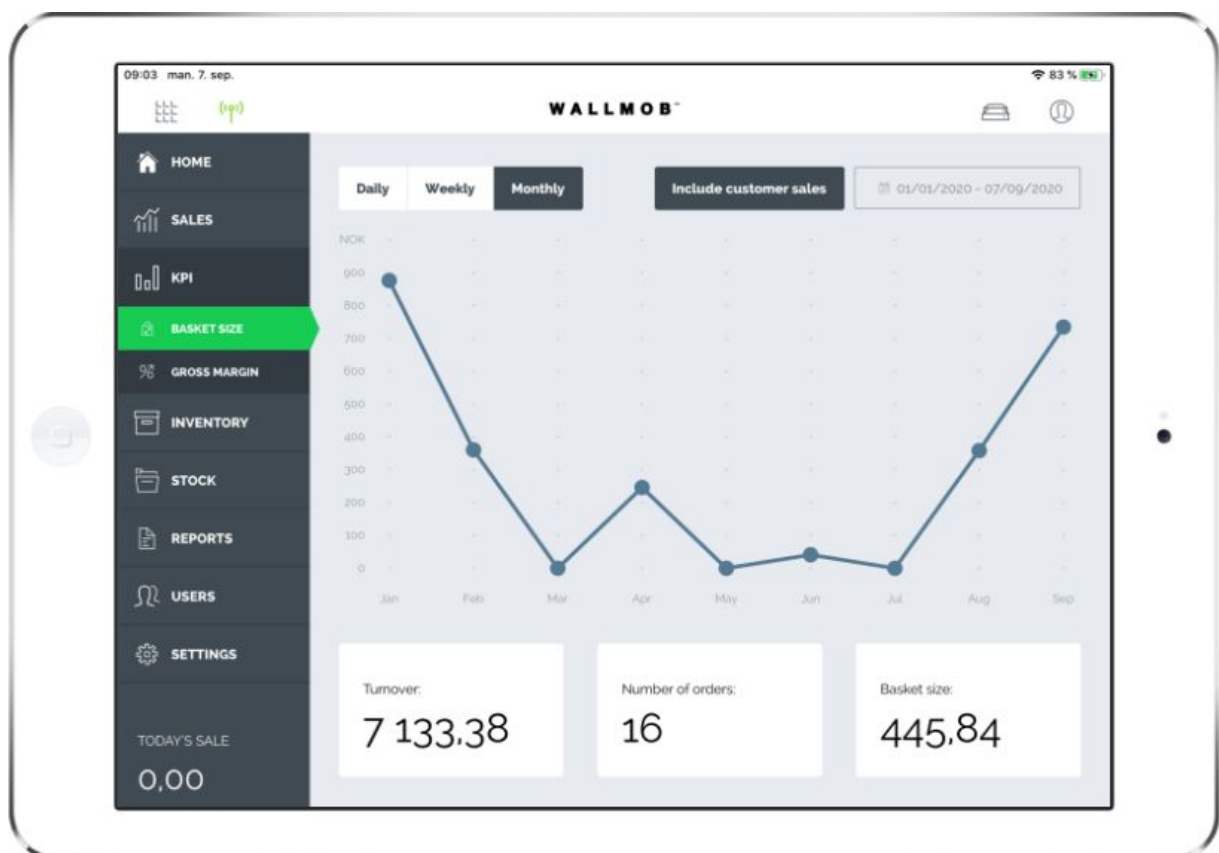 09:03 man. 7. sep.
83 %
WALLMOB™
HOME
SALES
KPI
BASKET SIZE
GROSS MARGIN
INVENTORY
STOCK
REPORTS
USERS
SETTINGS
TODAY'S SALE
0,00
Daily Weekly Monthly
Include customer sales
01/01/2020 - 07/09/2020
NOK
900
800
700
600
500
400
300
200
100
0
Jan Feb Mar Apr May Jun Jul Aug Sep
Turnover:
7 133,38
Number of orders:
16
Basket size:
445,84